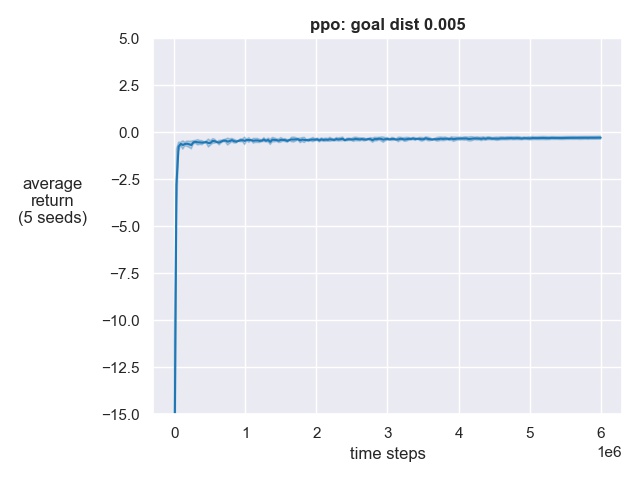 ppo: goal dist 0.005
5.0
2.5
0.0
−2.5
−5.0
−7.5
−10.0
−12.5
−15.0
average
return
(5 seeds)
0 1 2 3 4 5 6
1e6
time steps